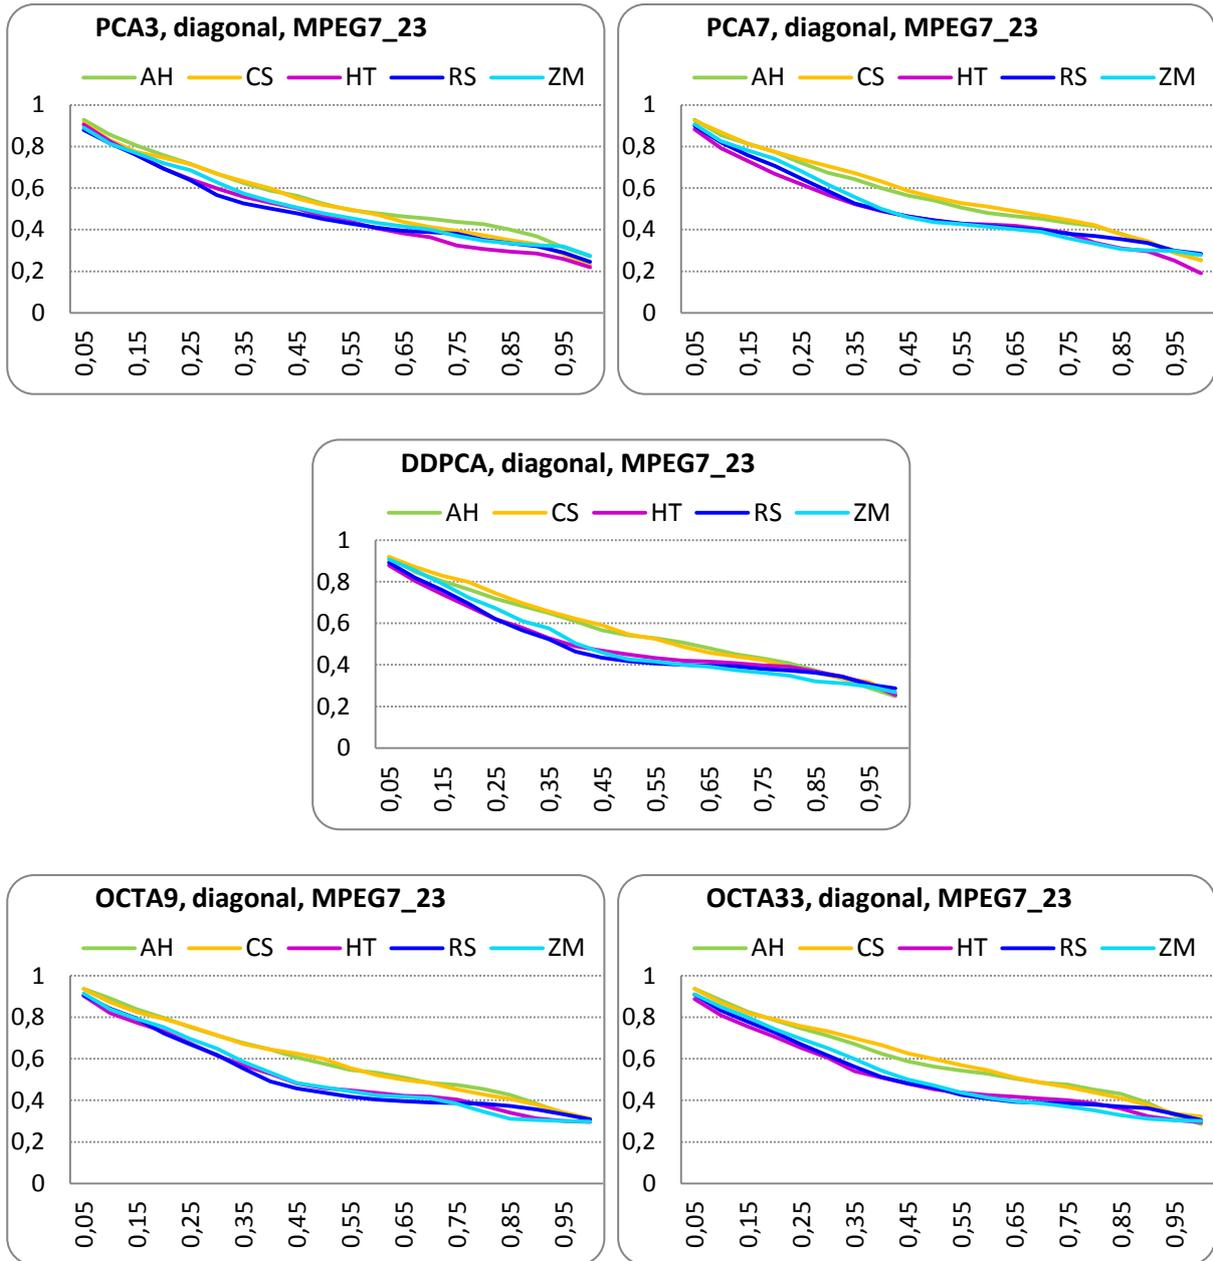 PCA3, diagonal, MPEG7_23
AH CS HT RS ZM
1
0,8
0,6
0,4
0,2
0
0,05 0,15 0,25 0,35 0,45 0,55 0,65 0,75 0,85 0,95
PCA7, diagonal, MPEG7_23
AH CS HT RS ZM
1
0,8
0,6
0,4
0,2
0
0,05 0,15 0,25 0,35 0,45 0,55 0,65 0,75 0,85 0,95
DDPCA, diagonal, MPEG7_23
AH CS HT RS ZM
1
0,8
0,6
0,4
0,2
0
0,05 0,15 0,25 0,35 0,45 0,55 0,65 0,75 0,85 0,95
OCTA9, diagonal, MPEG7_23
AH CS HT RS ZM
1
0,8
0,6
0,4
0,2
0
0,05 0,15 0,25 0,35 0,45 0,55 0,65 0,75 0,85 0,95
OCTA33, diagonal, MPEG7_23
AH CS HT RS ZM
1
0,8
0,6
0,4
0,2
0
0,05 0,15 0,25 0,35 0,45 0,55 0,65 0,75 0,85 0,95